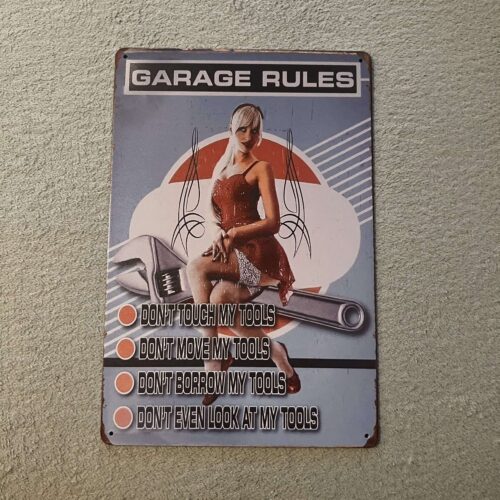 GARAGE RULES
DON'T TOUCH MY TOOLS
DON'T MOVE MY TOOLS
DON'T BORROW MY TOOLS
DON'T EVEN LOOK AT MY TOOLS